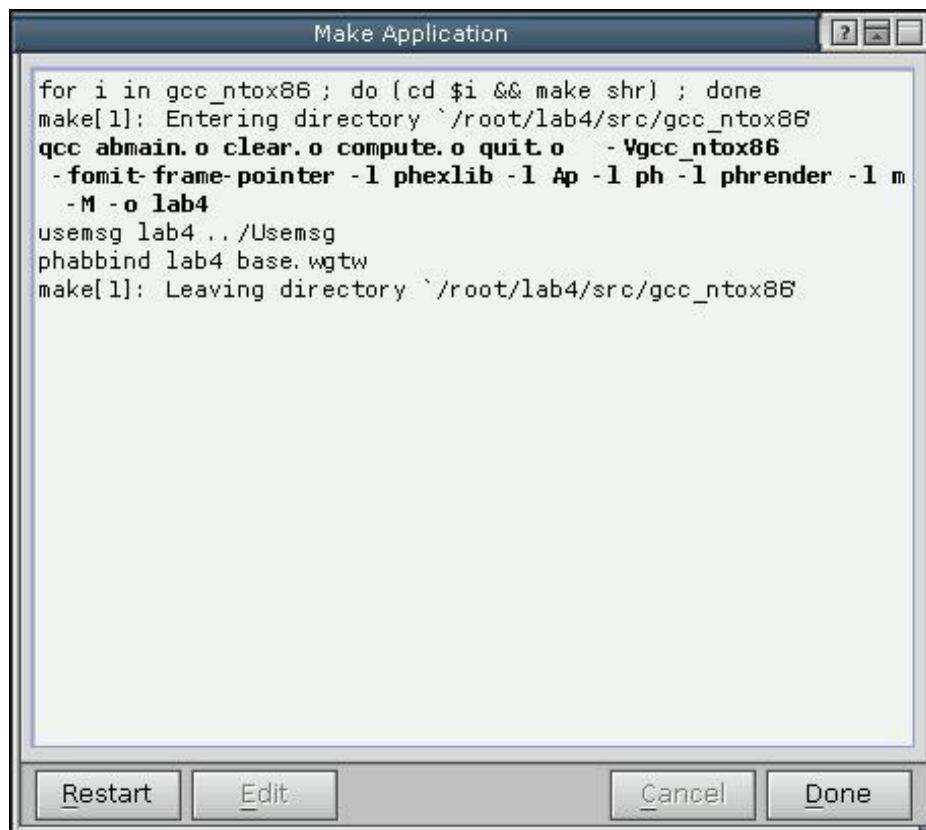 Make Application
?
for i in gcc_ntox86 ; do (cd $i && make shr) ; done
make[1]: Entering directory `/root/lab4/src/gcc_ntox86'
qcc abmain.o clear.o compute.o quit.o   -Vgcc_ntox86
-fomit-frame-pointer -l phexlib -l Ap -l ph -l phrender -l m
-M -o lab4
usemsg lab4 ../Usemsg
phabbind lab4 base.wgtw
make[1]: Leaving directory `/root/lab4/src/gcc_ntox86'
Restart Edit Cancel Done